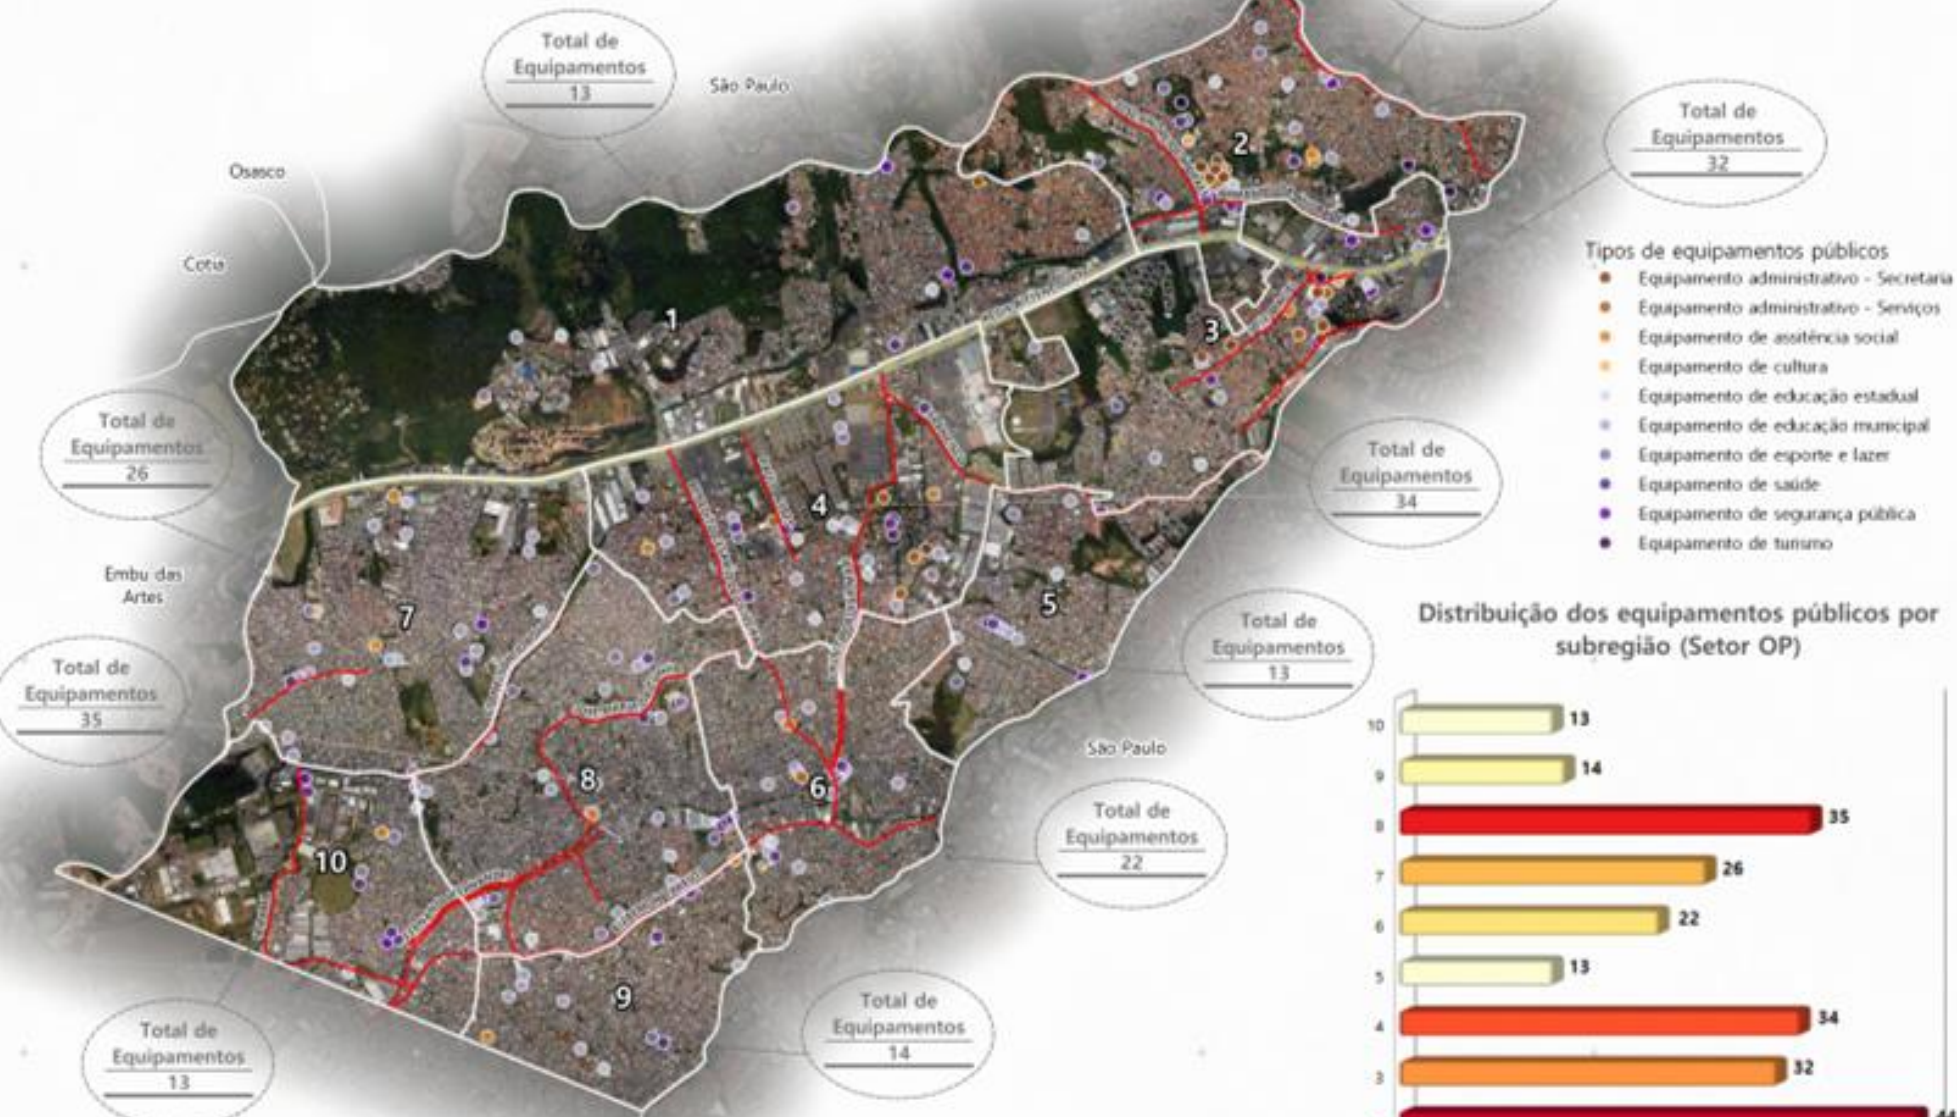 Total de
Equipamentos
13
São Paulo
Osasco
Cotia
Total de
Equipamentos
32
Tipos de equipamentos públicos
Equipamento administrativo - Secretaria
Equipamento administrativo - Serviços
Equipamento de assitência social
Equipamento de cultura
Equipamento de educação estadual
Equipamento de educação municipal
Equipamento de esporte e lazer
Equipamento de saúde
Equipamento de segurança pública
Equipamento de turismo
1
2
3
4
5
6
7
8
9
10
Total de
Equipamentos
26
Total de
Equipamentos
34
Embu das
Artes
Total de
Equipamentos
35
Total de
Equipamentos
13
São Paulo
Total de
Equipamentos
22
Total de
Equipamentos
14
Total de
Equipamentos
13
Distribuição dos equipamentos públicos por
subregião (Setor OP)
10 13
9 14
8 35
7 26
6 22
5 13
4 34
3 32